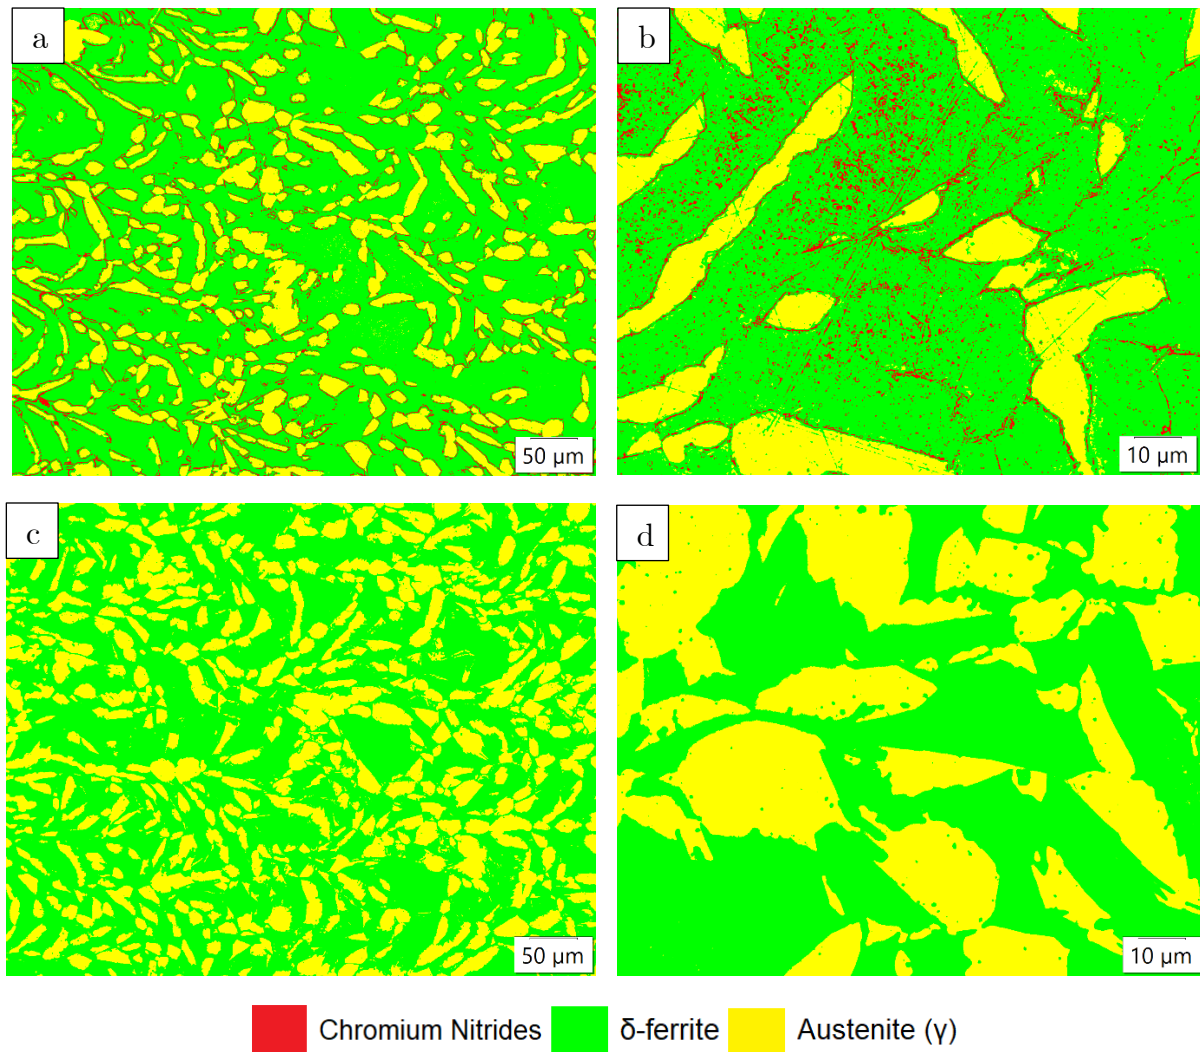 a
b
50 µm
10 µm
c
d
50 µm
10 µm
Chromium Nitrides
δ-ferrite
Austenite (γ)